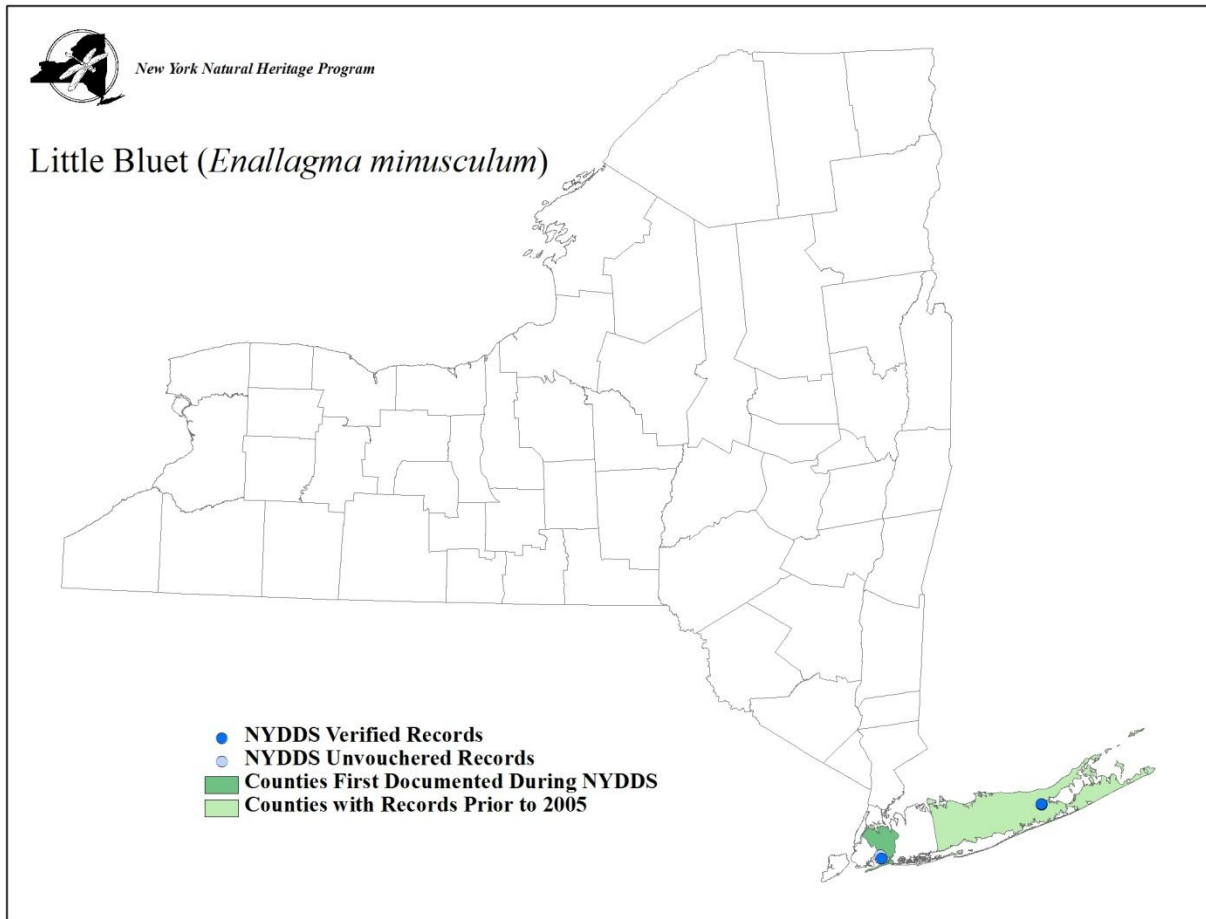 New York Natural Heritage Program
Little Bluet (Enallagma minusculum)
NYDDS Verified Records
NYDDS Unvouchered Records
Counties First Documented During NYDDS
Counties with Records Prior to 2005